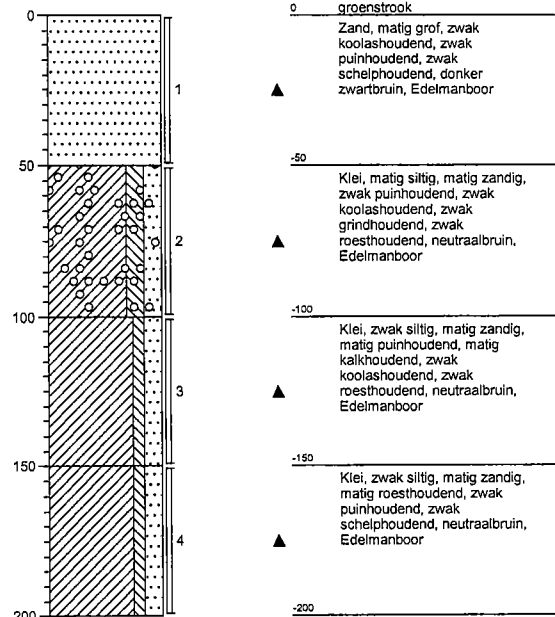 0
0
groenstrook
Zand, matig grof, zwak
koolashoudend, zwak
puinhoudend, zwak
schelphoudend, donker
zwartbruin, Edelmanboor
1
50
-50
Klei, matig siltig, matig zandig,
zwak puinhoudend, zwak
koolashoudend, zwak
grindhoudend, zwak
roesthoudend, neutraalbruin,
Edelmanboor
2
100
-100
Klei, zwak siltig, matig zandig,
matig puinhoudend, matig
kalkhoudend, zwak
koolashoudend, zwak
roesthoudend, neutraalbruin,
Edelmanboor
3
150
-150
Klei, zwak siltig, matig zandig,
matig roesthoudend, zwak
puinhoudend, zwak
schelphoudend, neutraalbruin,
Edelmanboor
4
200
-200